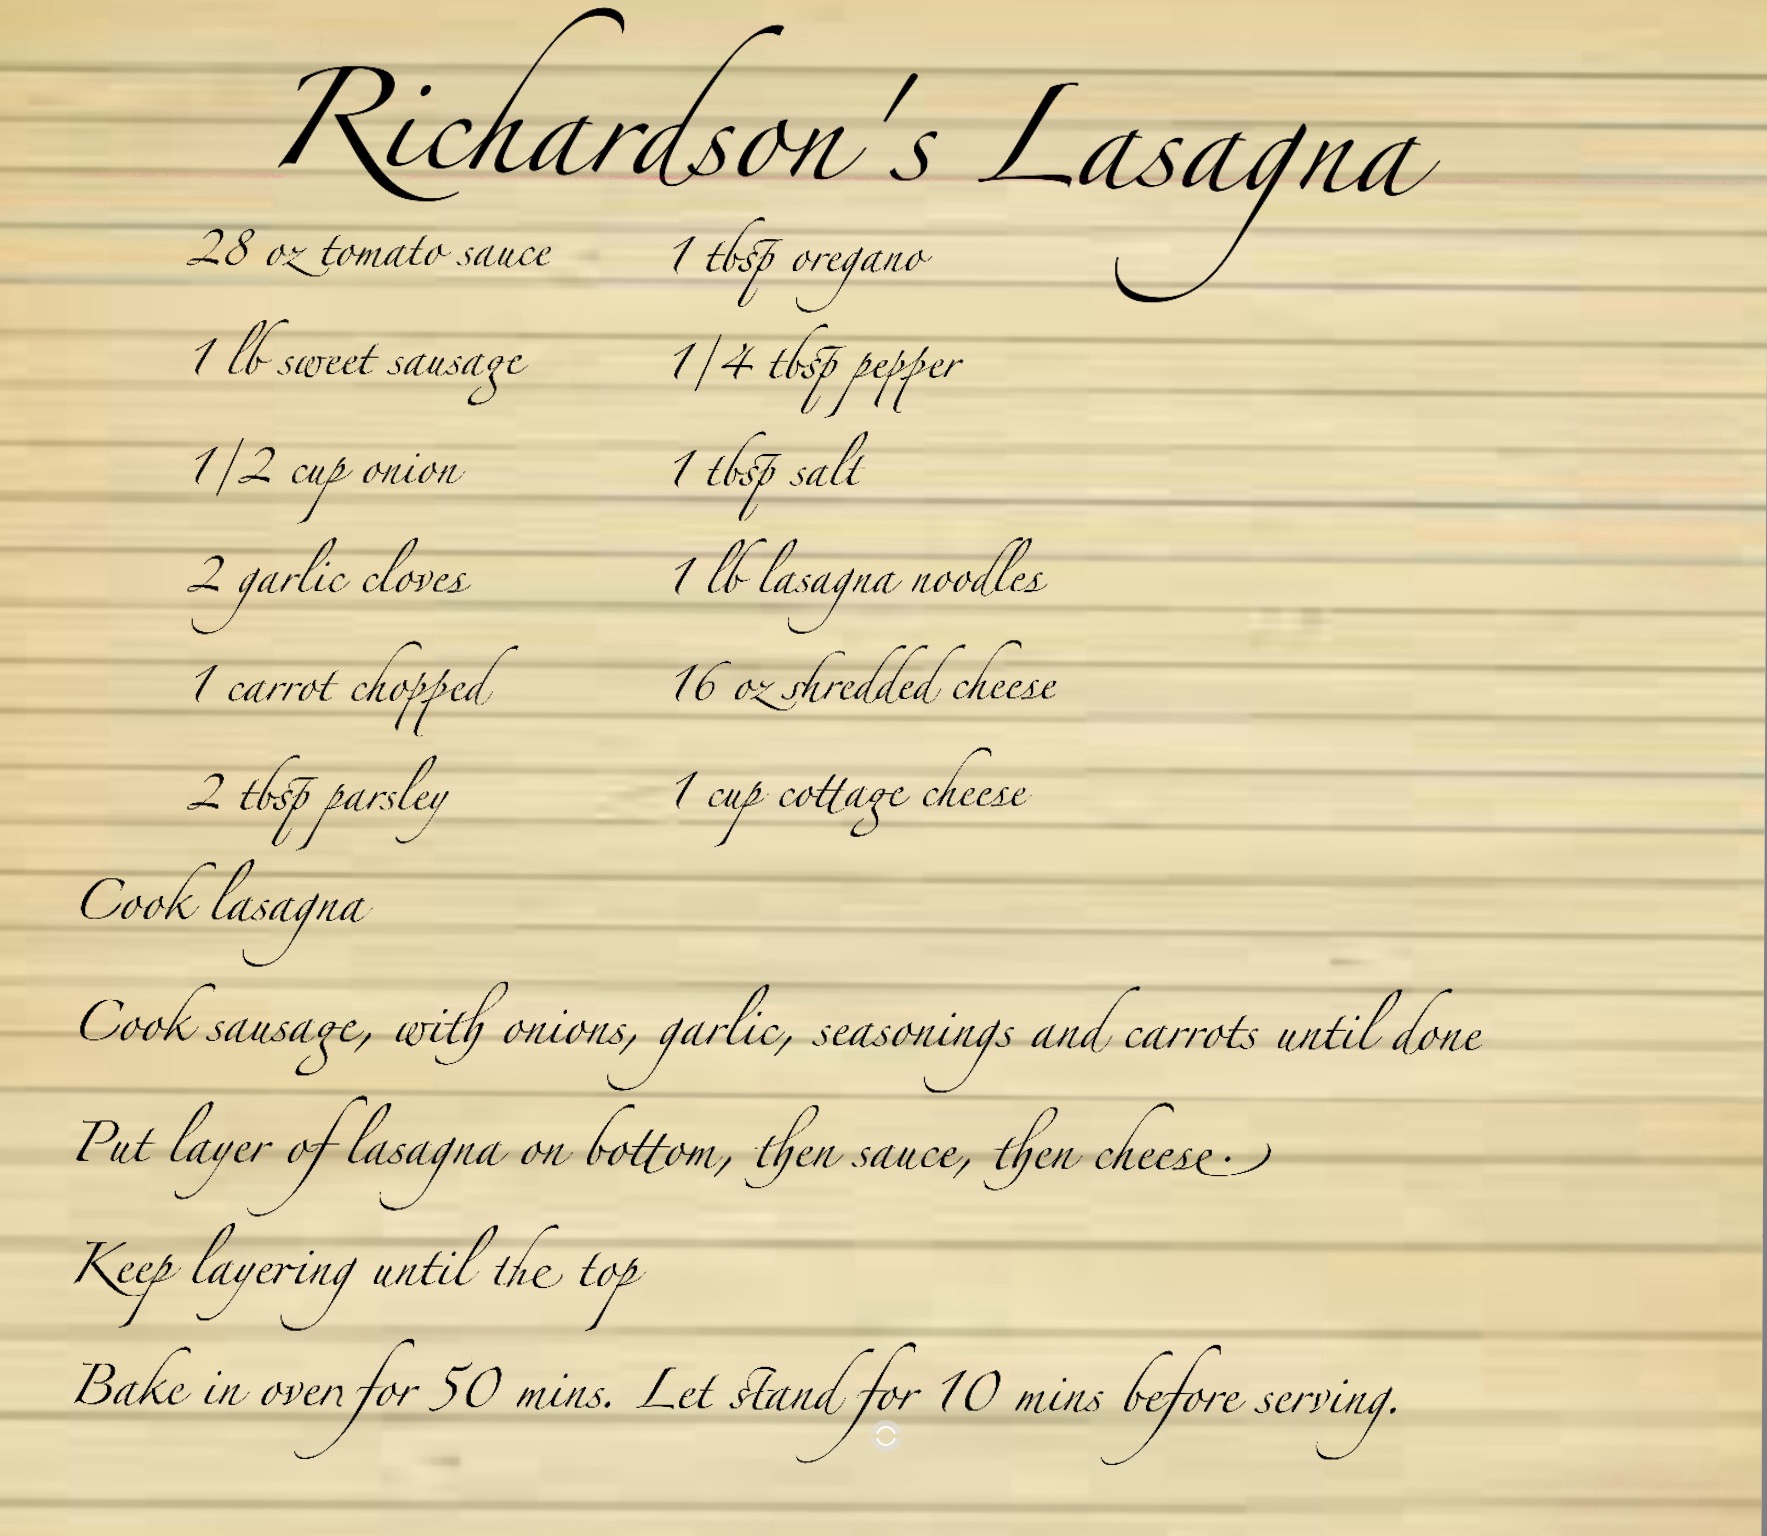 Richardson's Lasagna
28 oz tomato sauce
1 lb sweet sausage
1/2 cup onion
2 garlic cloves
1 carrot chopped
2 tbsp parsley
1 tbsp oregano
1/4 tbsp pepper
1 tbsp salt
1 lb lasagna noodles
16 oz shredded cheese
1 cup cottage cheese
Cook lasagna
Cook sausage, with onions, garlic, seasonings and carrots until done
Put layer of lasagna on bottom, then sauce, then cheese.
Keep layering until the top
Bake in oven for 50 mins. Let stand for 10 mins before serving.